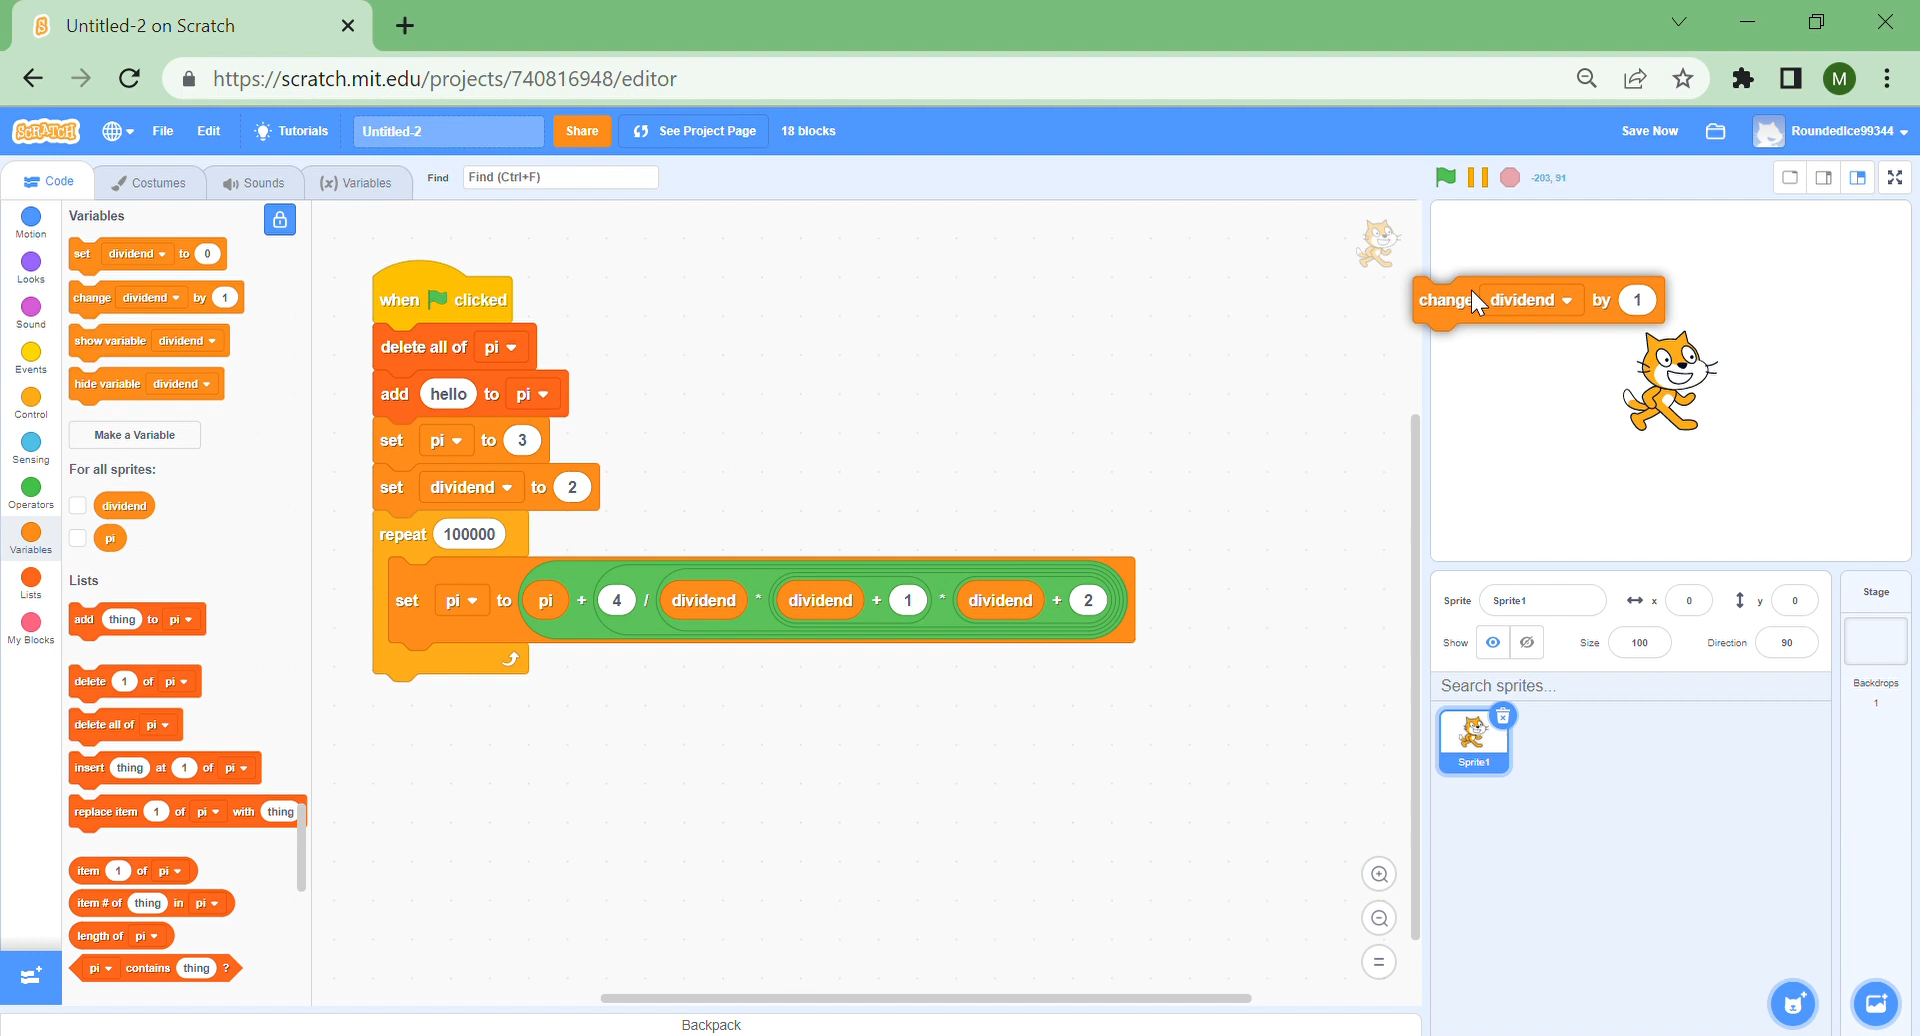 Untitled-2 on Scratch
https://scratch.mit.edu/projects/740816948/editor
M
SCRATCH File Edit Tutorials Untitled-2 Share See Project Page 18 blocks Save Now RoundedIce99344
Code Costumes Sounds (x) Variables Find Find (Ctrl+F) -203, 91
Motion
Looks
Sound
Events
Control
Sensing
Operators
Variables
Lists
My Blocks
Variables
set dividend to 0
change dividend by 1
show variable dividend
hide variable dividend
Make a Variable
For all sprites:
dividend
pi
Lists
add thing to pi
delete 1 of pi
delete all of pi
insert thing at 1 of pi
replace item 1 of pi with thing
item 1 of pi
item # of thing in pi
length of pi
pi contains thing ?
when clicked
delete all of pi
add hello to pi
set pi to 3
set dividend to 2
repeat 100000
set pi to pi + 4 / dividend * dividend + 1 * dividend + 2
change dividend by 1
Sprite Sprite1 x 0 y 0
Show Size 100 Direction 90
Search sprites...
Sprite1
Stage
Backdrops
1
Backpack